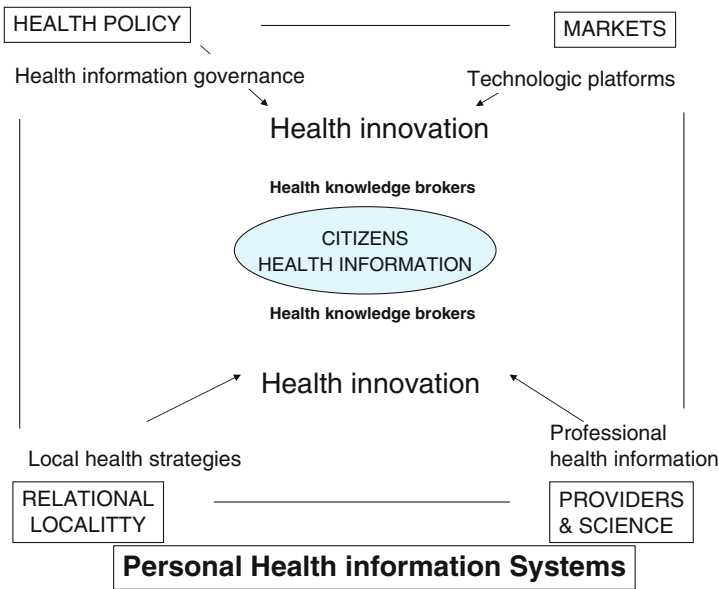 HEALTH POLICY
MARKETS
Health information governance
Technologic platforms
Health innovation
Health knowledge brokers
CITIZENS
HEALTH INFORMATION
Health knowledge brokers
Health innovation
Local health strategies
Professional
health information
RELATIONAL
LOCALITTY
PROVIDERS
& SCIENCE
Personal Health information Systems